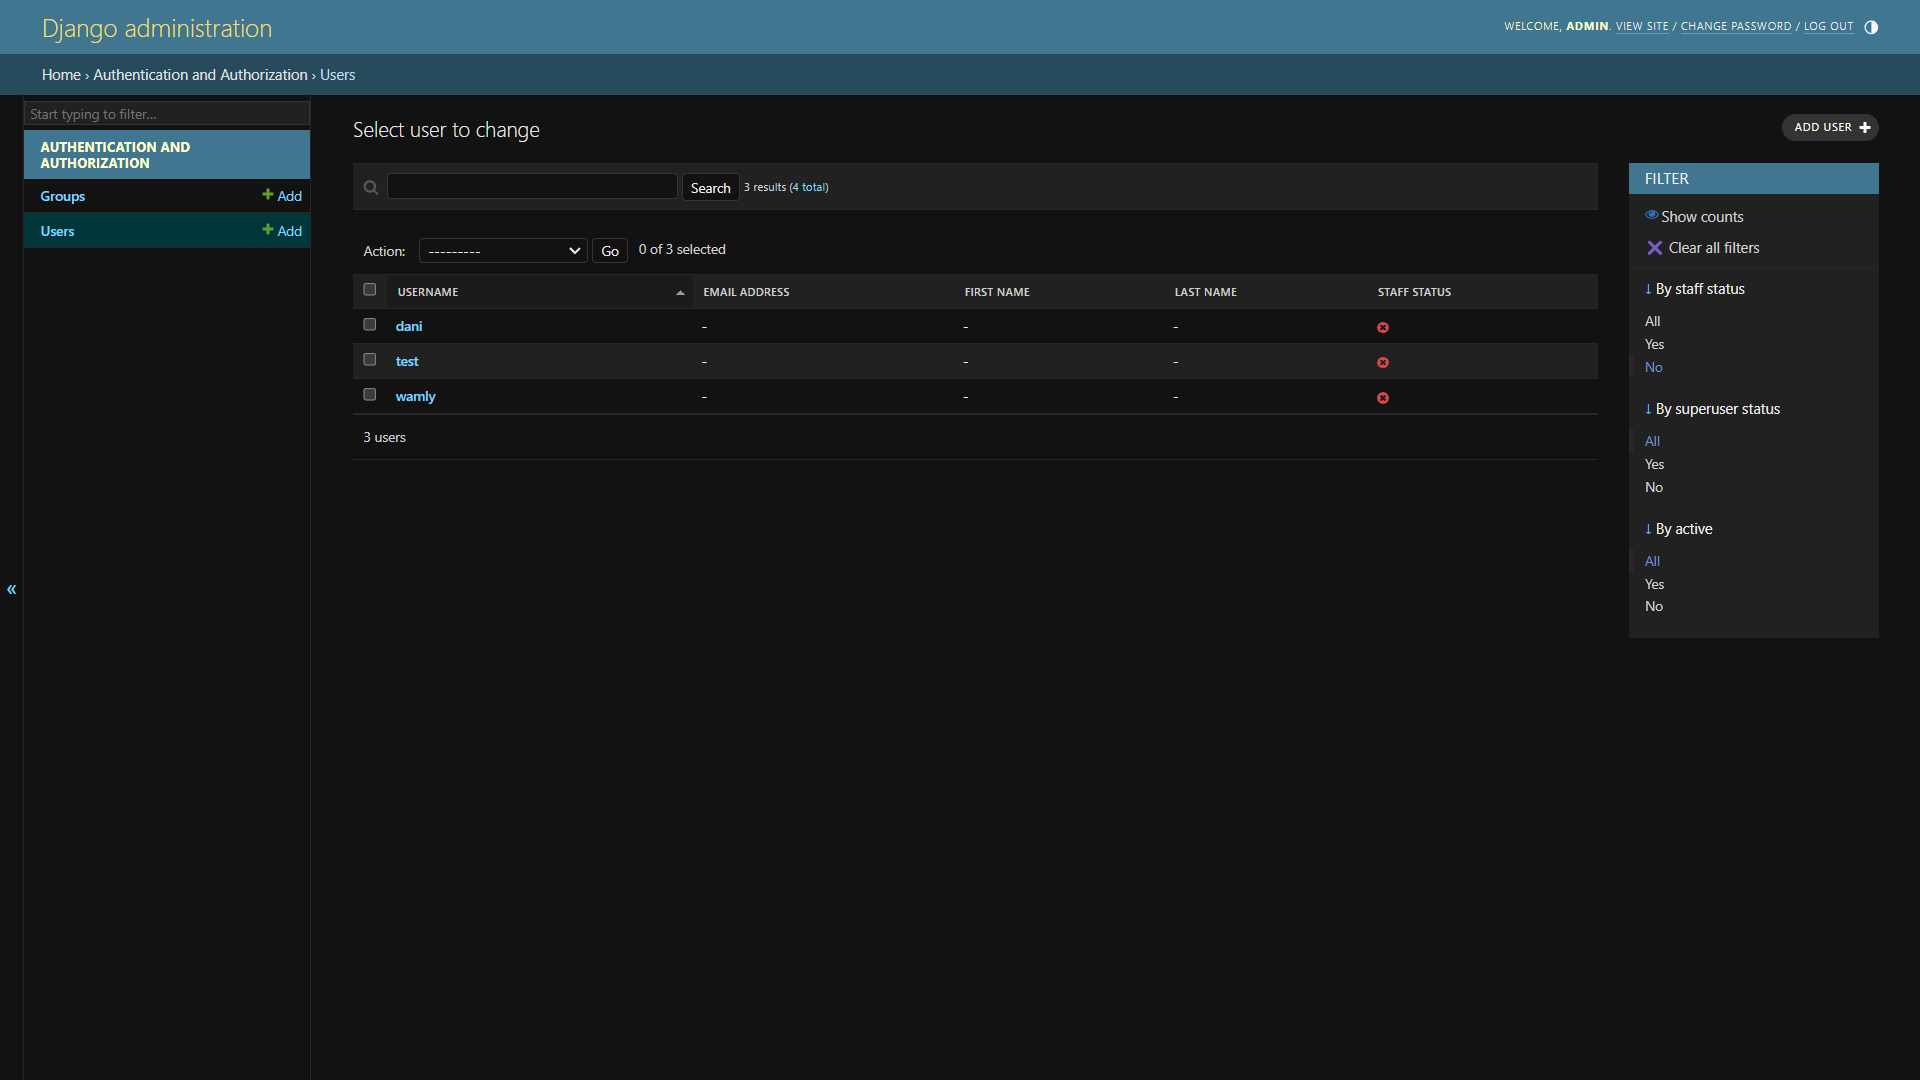 Django administration
WELCOME, ADMIN. VIEW SITE / CHANGE PASSWORD / LOG OUT
Home › Authentication and Authorization › Users
Start typing to filter...
AUTHENTICATION AND
AUTHORIZATION
Groups
Add
Users
Add
«
Select user to change
ADD USER
Search
3 results (4 total)
Action:
---------
Go
0 of 3 selected
USERNAME EMAIL ADDRESS FIRST NAME LAST NAME STAFF STATUS
dani - - -
test - - -
wamly - - -
3 users
FILTER
Show counts
Clear all filters
↓ By staff status
All
Yes
No
↓ By superuser status
All
Yes
No
↓ By active
All
Yes
No